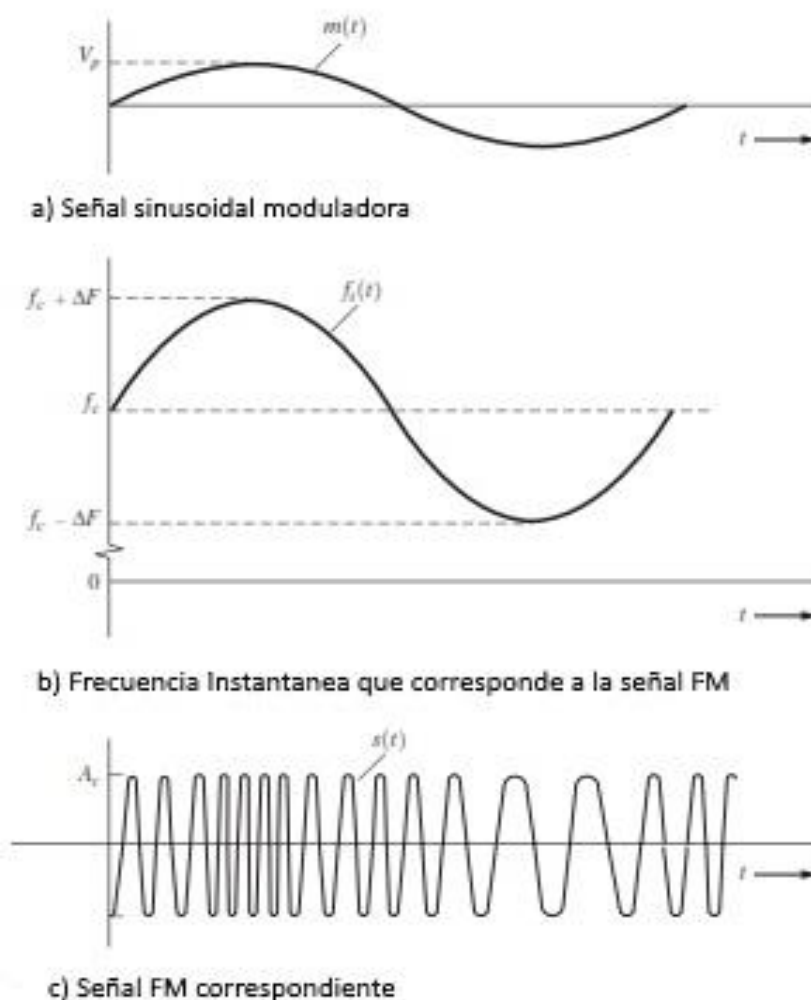 m(t)
V_p
t
a) Señal sinusoidal moduladora
f_c + ΔF
f_i(t)
f_c
f_c − ΔF
0
t
b) Frecuencia Instantanea que corresponde a la señal FM
s(t)
A_c
t
c) Señal FM correspondiente